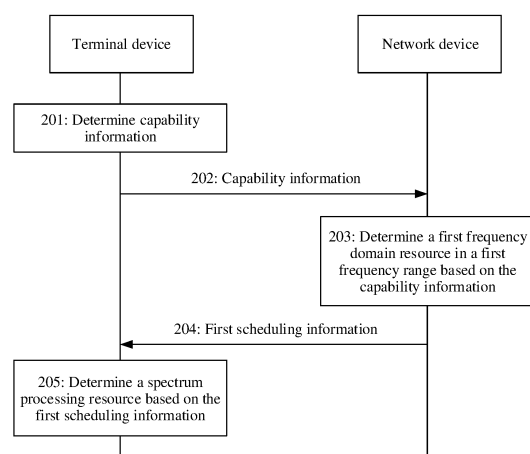 Terminal device
Network device
201: Determine capability
information
202: Capability information
203: Determine a first frequency
domain resource in a first
frequency range based on the
capability information
204: First scheduling information
205: Determine a spectrum
processing resource based on the
first scheduling information